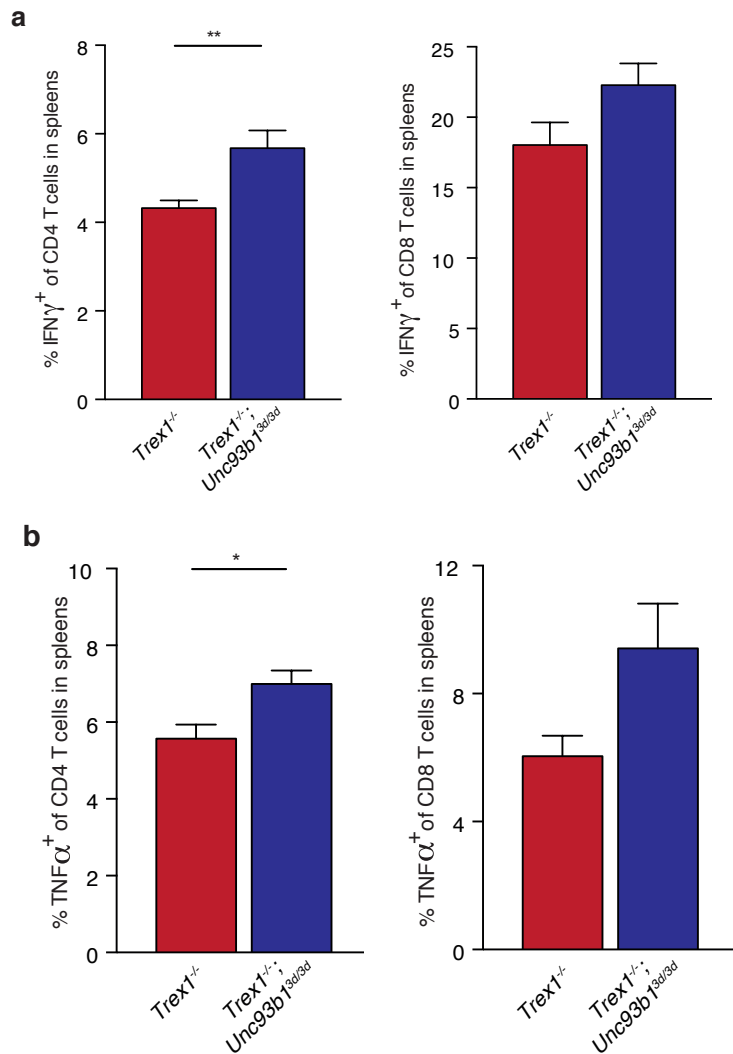 a
**
% IFNγ+ of CD4 T cells in spleens
8
6
4
2
0
Trex1-/-
Trex1-/-;
Unc93b13d/3d
% IFNγ+ of CD8 T cells in spleens
25
20
15
10
5
0
Trex1-/-
Trex1-/-;
Unc93b13d/3d
b
*
% TNFα+ of CD4 T cells in spleens
10
8
6
4
2
0
Trex1-/-
Trex1-/-;
Unc93b13d/3d
% TNFα+ of CD8 T cells in spleens
12
8
4
0
Trex1-/-
Trex1-/-;
Unc93b13d/3d